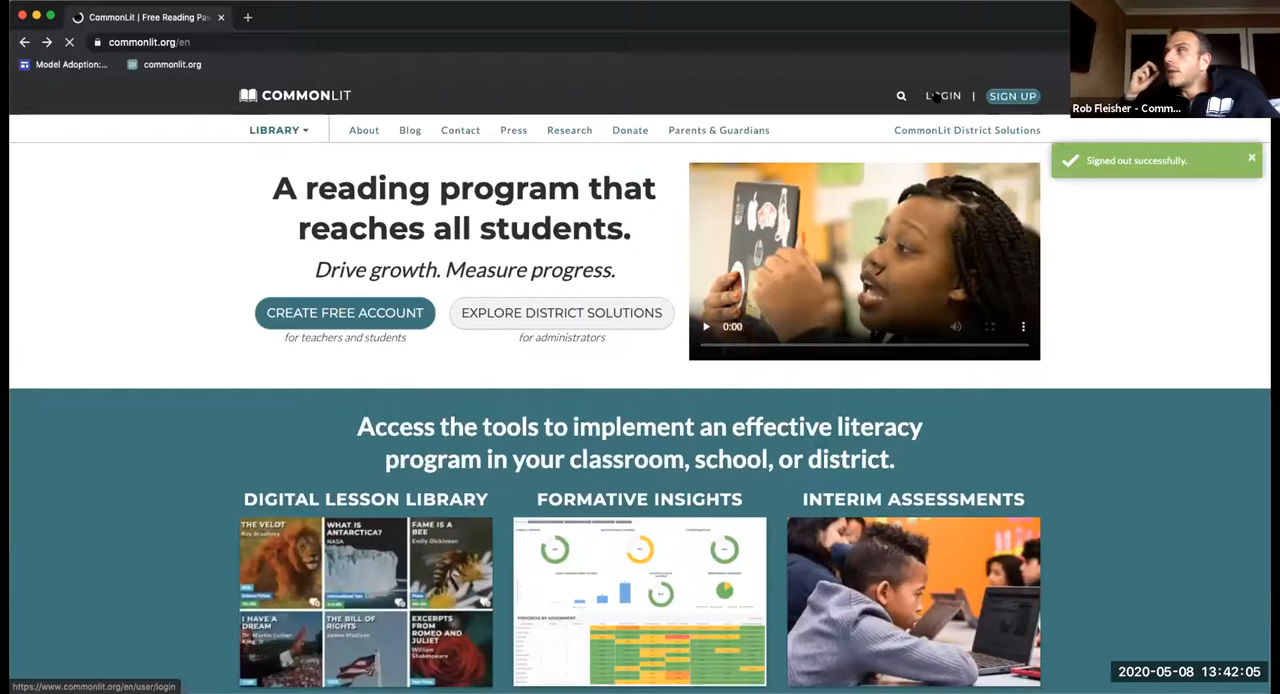 CommonLit | Free Reading Pas
commonlit.org/en
Model Adoption:...
commonlit.org
COMMONLIT
LOGIN | SIGN UP
Rob Fleisher - Comm...
LIBRARY
About
Blog
Contact
Press
Research
Donate
Parents & Guardians
CommonLit District Solutions
Signed out successfully.
A reading program that
reaches all students.
Drive growth. Measure progress.
CREATE FREE ACCOUNT
EXPLORE DISTRICT SOLUTIONS
for teachers and students
for administrators
0:00
Access the tools to implement an effective literacy
program in your classroom, school, or district.
DIGITAL LESSON LIBRARY
FORMATIVE INSIGHTS
INTERIM ASSESSMENTS
THE VELDT
Ray Bradbury
WHAT IS
ANTARCTICA?
NASA
FAME IS A
BEE
Emily Dickinson
I HAVE A
DREAM
Dr. Martin Luther
King
THE BILL OF
RIGHTS
James Madison
EXCERPTS
FROM
ROMEO AND
JULIET
William
Shakespeare
PROGRESS BY ASSIGNMENT
2020-05-08 13:42:05
https://www.commonlit.org/en/user/login